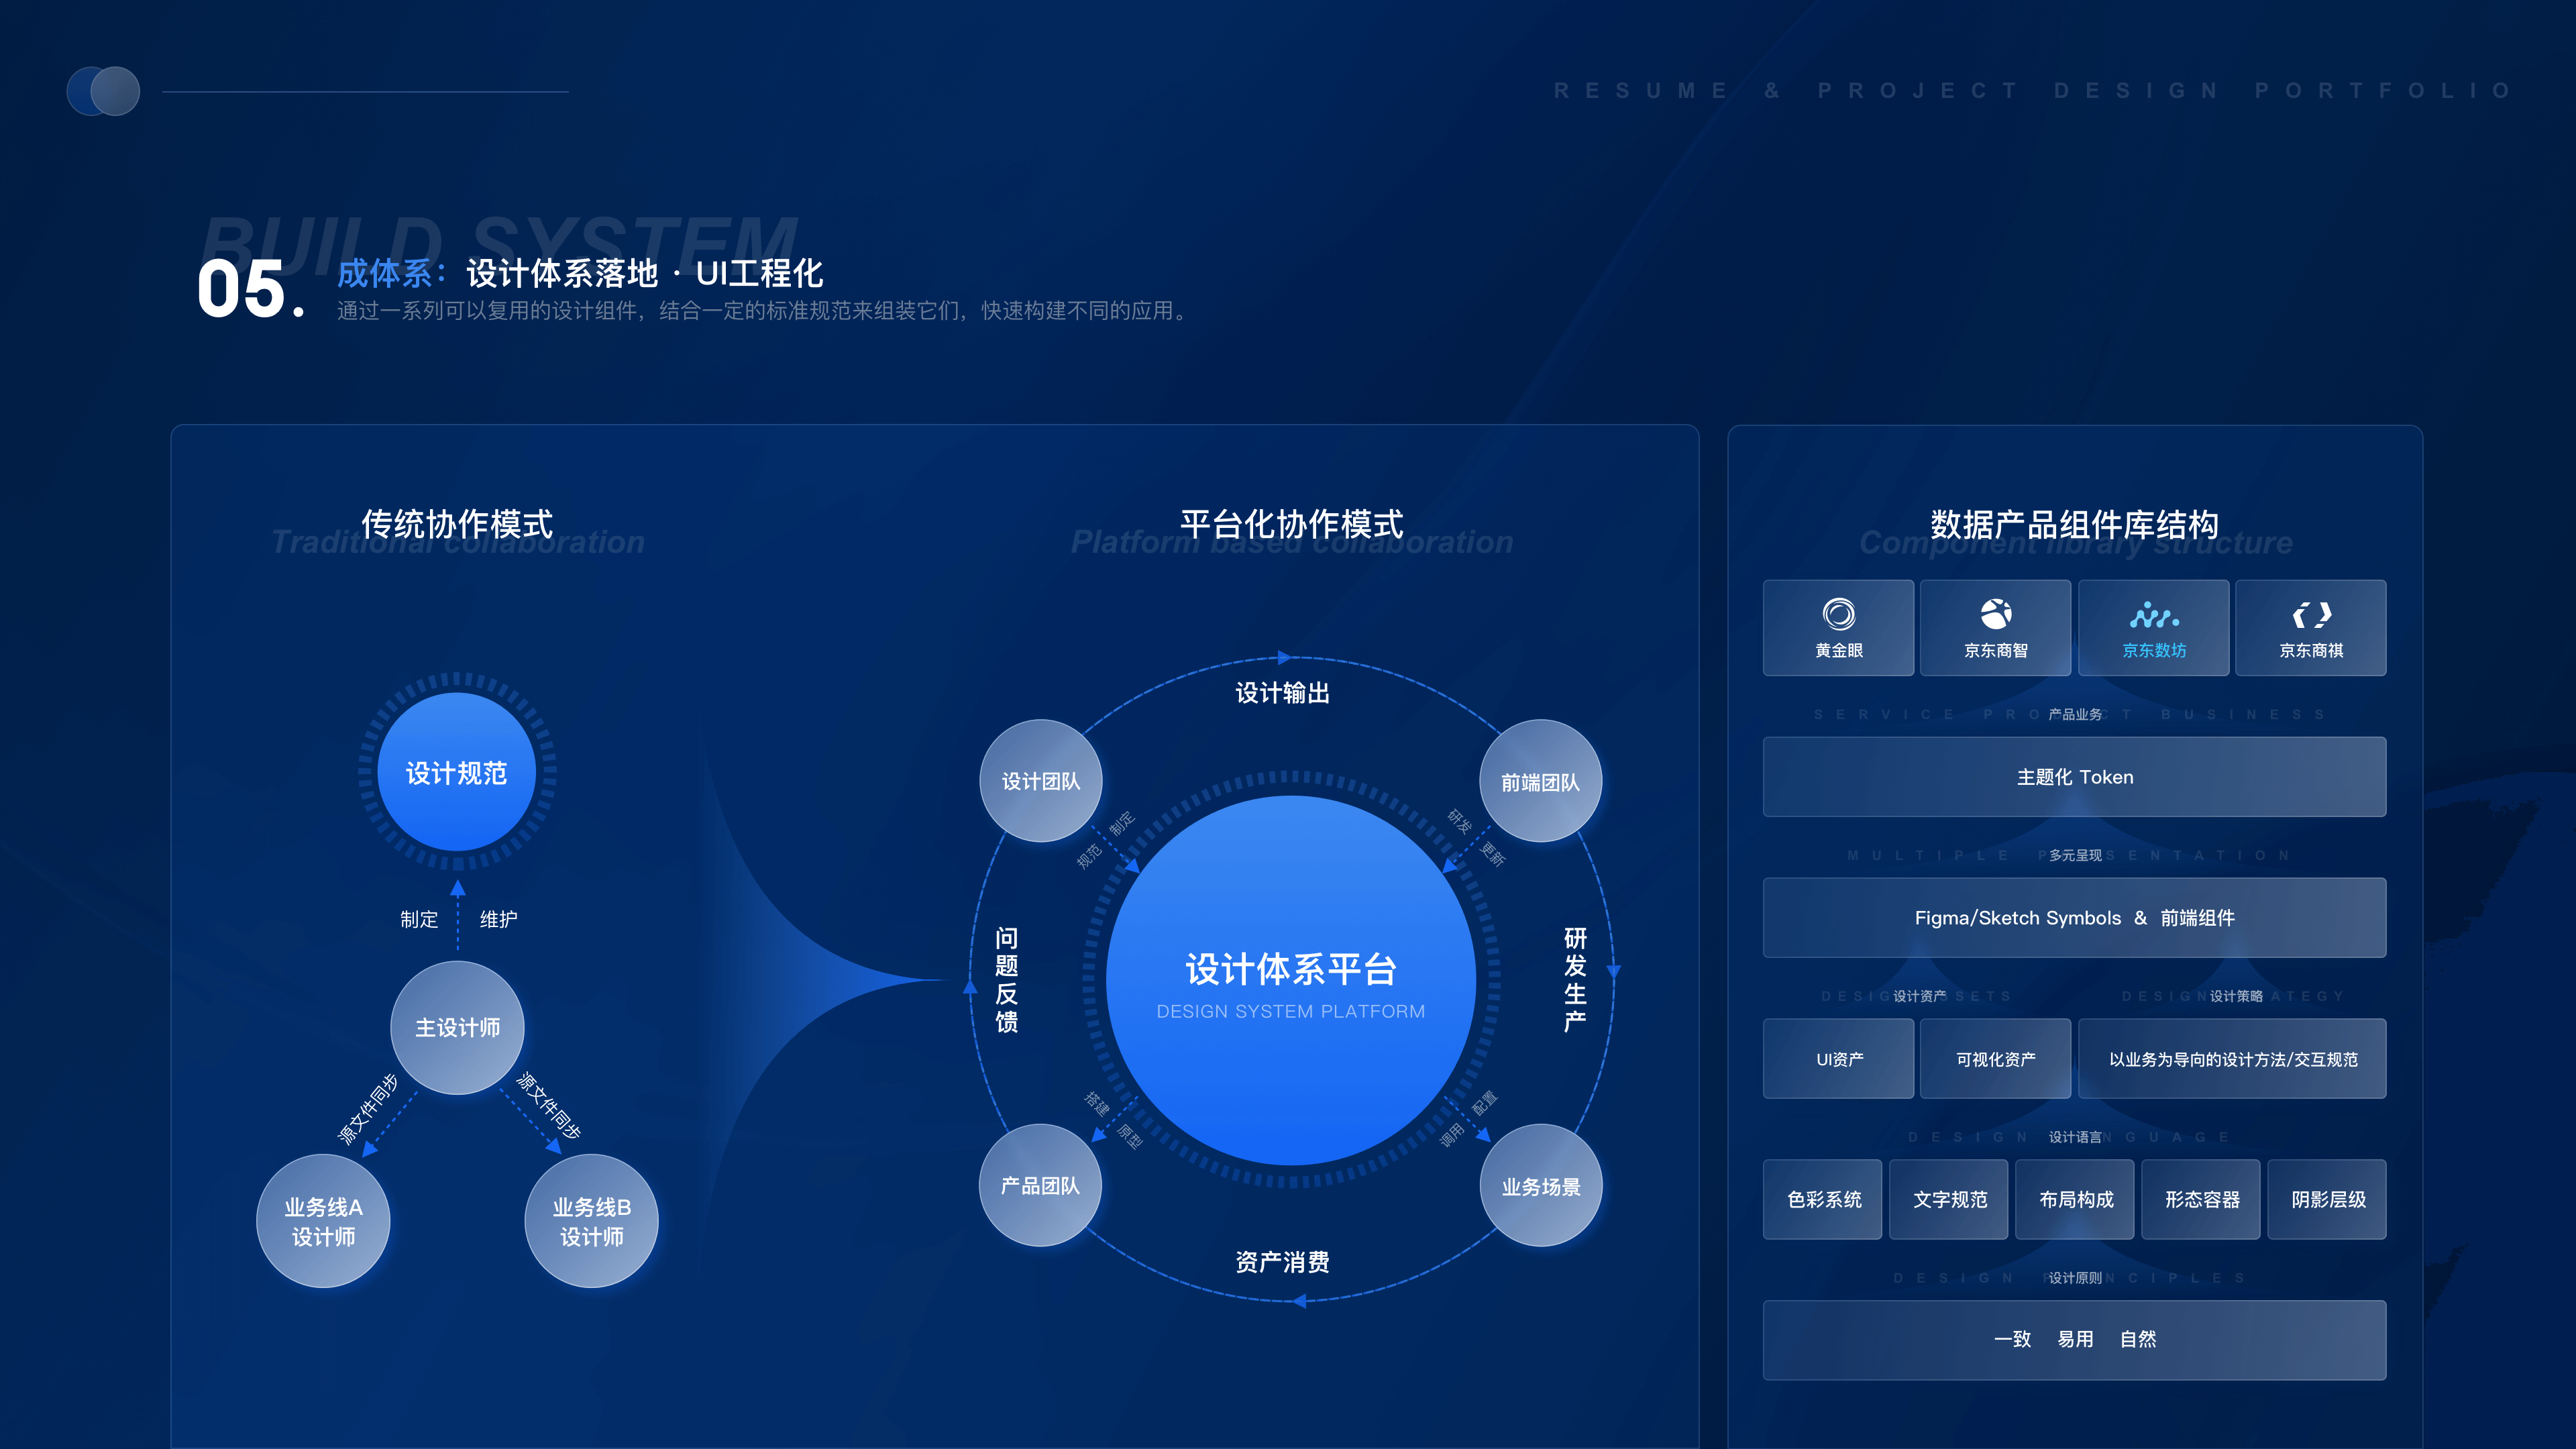 RESUME & PROJECT DESIGN PORTFOLIO
BUILD SYSTEM
05.
成体系：设计体系落地 · UI工程化
通过一系列可以复用的设计组件，结合一定的标准规范来组装它们，快速构建不同的应用。
传统协作模式
Traditional collaboration
设计规范
制定 维护
主设计师
源文件同步 源文件同步
业务线A
设计师
业务线B
设计师
平台化协作模式
Platform based collaboration
设计输出
设计团队
前端团队
制定
规范
研发
更新
问题反馈
研发生产
设计体系平台
DESIGN SYSTEM PLATFORM
搭建
原型
配置
调用
产品团队
业务场景
资产消费
数据产品组件库结构
Component library structure
黄金眼 京东商智 京东数坊 京东商祺
SERVICE PRODUCT BUSINESS
产品业务
主题化 Token
MULTIPLE PRESENTATION
多元呈现
Figma/Sketch Symbols & 前端组件
DESIGN ASSETS
设计资产
DESIGN STRATEGY
设计策略
UI资产 可视化资产 以业务为导向的设计方法/交互规范
DESIGN LANGUAGE
设计语言
色彩系统 文字规范 布局构成 形态容器 阴影层级
DESIGN PRINCIPLES
设计原则
一致 易用 自然